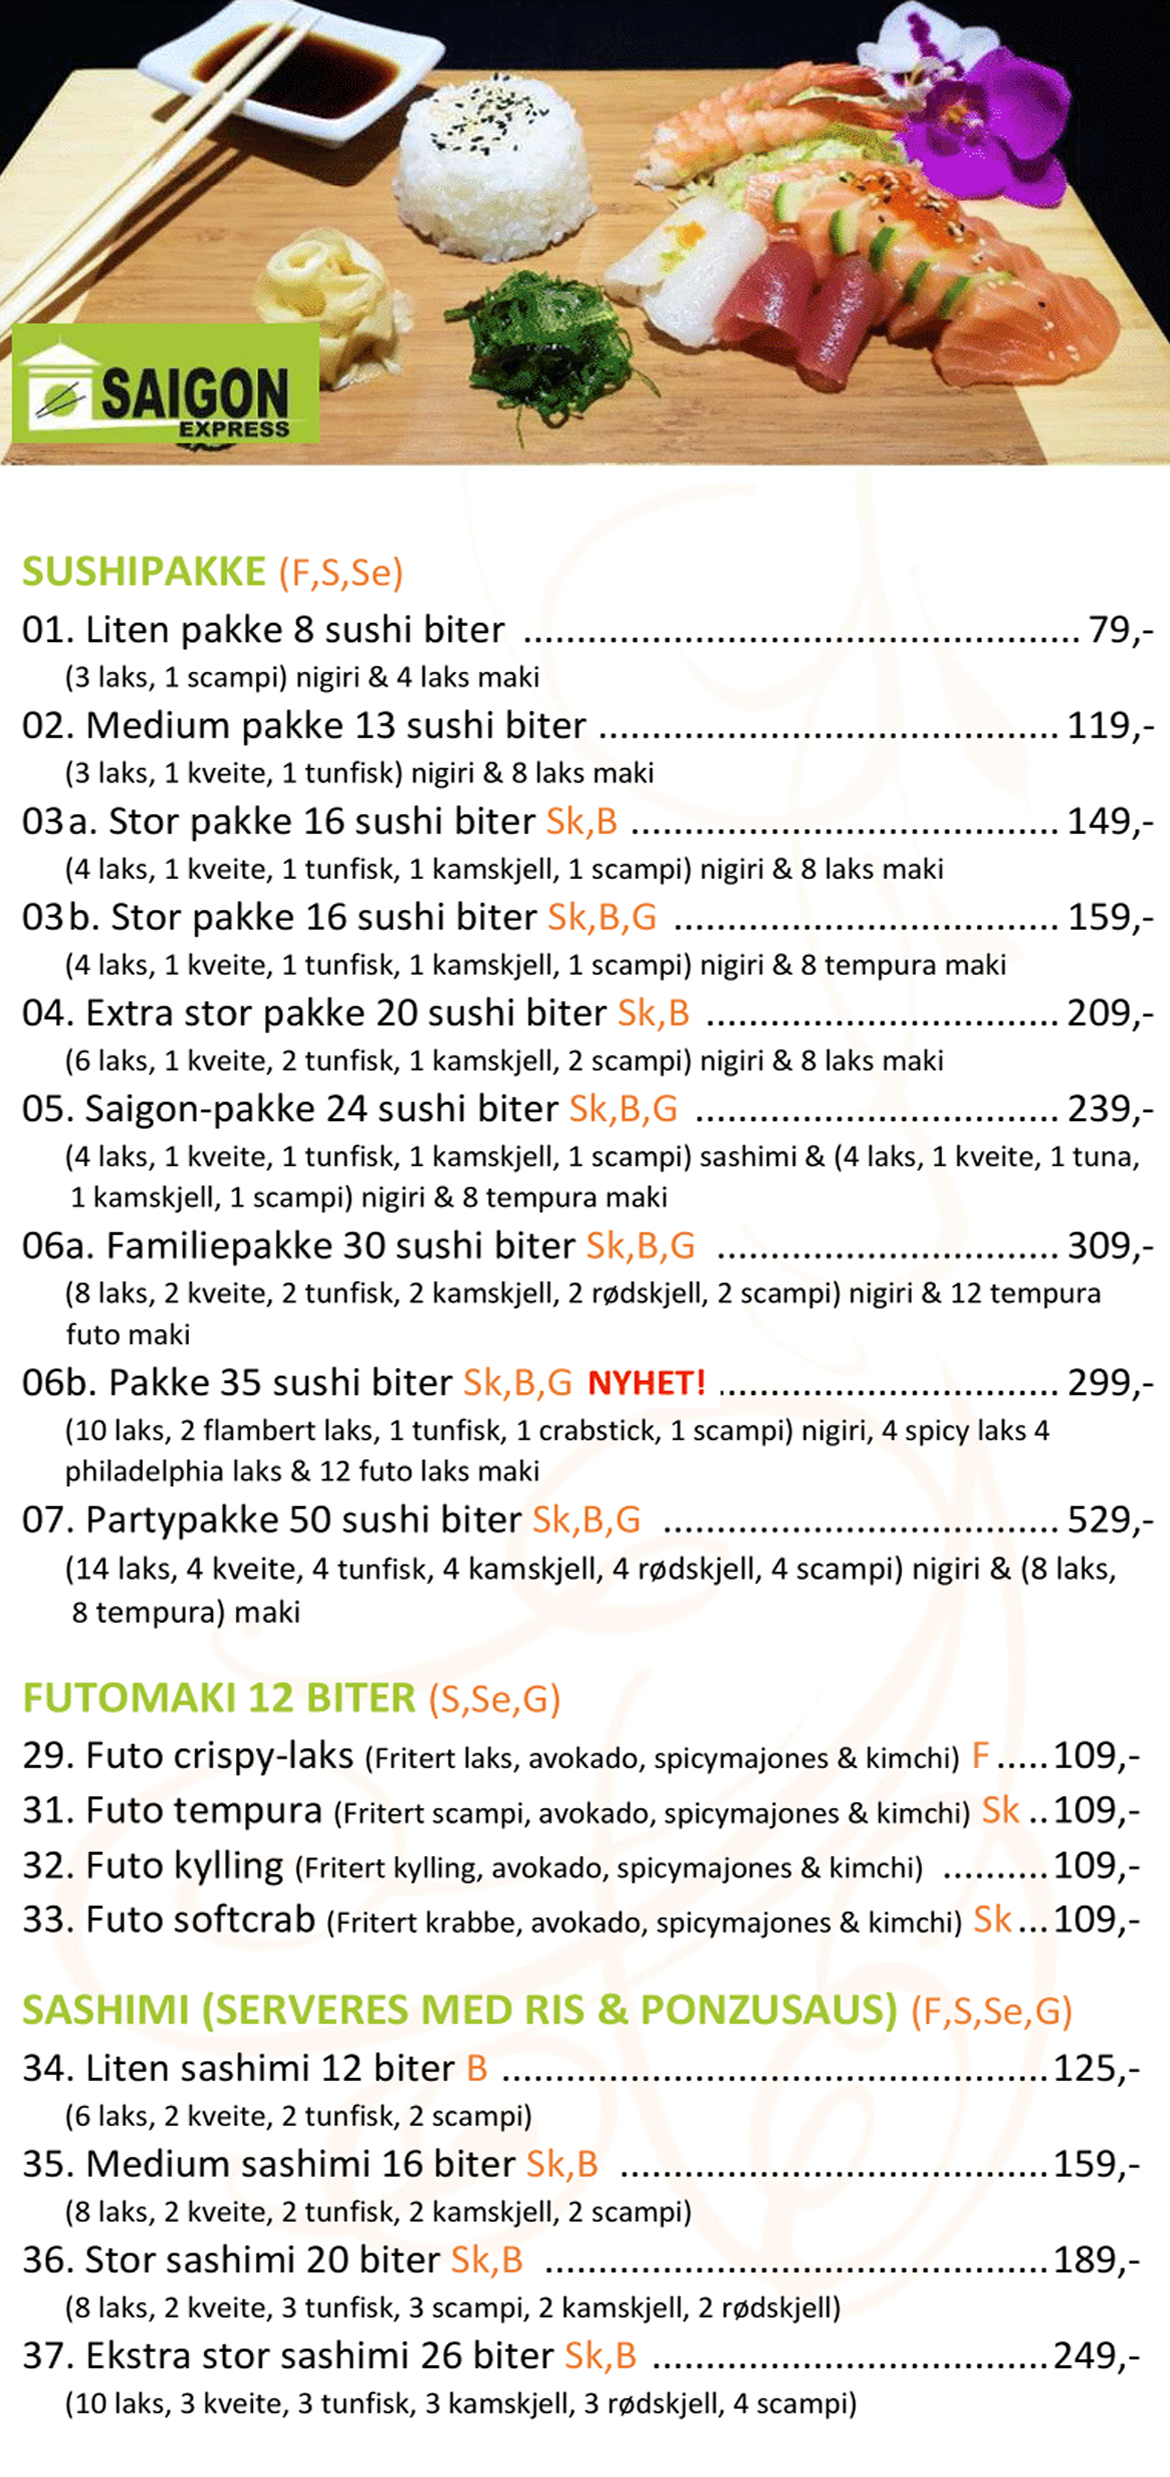 SAIGON
EXPRESS
SUSHIPAKKE (F,S,Se)
01. Liten pakke 8 sushi biter ..................................................... 79,-
(3 laks, 1 scampi) nigiri & 4 laks maki
02. Medium pakke 13 sushi biter ............................................ 119,-
(3 laks, 1 kveite, 1 tunfisk) nigiri & 8 laks maki
03a. Stor pakke 16 sushi biter Sk,B ......................................... 149,-
(4 laks, 1 kveite, 1 tunfisk, 1 kamskjell, 1 scampi) nigiri & 8 laks maki
03b. Stor pakke 16 sushi biter Sk,B,G ..................................... 159,-
(4 laks, 1 kveite, 1 tunfisk, 1 kamskjell, 1 scampi) nigiri & 8 tempura maki
04. Extra stor pakke 20 sushi biter Sk,B .................................. 209,-
(6 laks, 1 kveite, 2 tunfisk, 1 kamskjell, 2 scampi) nigiri & 8 laks maki
05. Saigon-pakke 24 sushi biter Sk,B,G ................................... 239,-
(4 laks, 1 kveite, 1 tunfisk, 1 kamskjell, 1 scampi) sashimi & (4 laks, 1 kveite, 1 tuna,
1 kamskjell, 1 scampi) nigiri & 8 tempura maki
06a. Familiepakke 30 sushi biter Sk,B,G ................................. 309,-
(8 laks, 2 kveite, 2 tunfisk, 2 kamskjell, 2 rødskjell, 2 scampi) nigiri & 12 tempura
futo maki
06b. Pakke 35 sushi biter Sk,B,G NYHET! ................................. 299,-
(10 laks, 2 flambert laks, 1 tunfisk, 1 crabstick, 1 scampi) nigiri, 4 spicy laks 4
philadelphia laks & 12 futo laks maki
07. Partypakke 50 sushi biter Sk,B,G ...................................... 529,-
(14 laks, 4 kveite, 4 tunfisk, 4 kamskjell, 4 rødskjell, 4 scampi) nigiri & (8 laks,
8 tempura) maki
FUTOMAKI 12 BITER (S,Se,G)
29. Futo crispy-laks (Fritert laks, avokado, spicymajones & kimchi) F ..... 109,-
31. Futo tempura (Fritert scampi, avokado, spicymajones & kimchi) Sk .. 109,-
32. Futo kylling (Fritert kylling, avokado, spicymajones & kimchi) .......... 109,-
33. Futo softcrab (Fritert krabbe, avokado, spicymajones & kimchi) Sk ... 109,-
SASHIMI (SERVERES MED RIS & PONZUSAUS) (F,S,Se,G)
34. Liten sashimi 12 biter B .................................................... 125,-
(6 laks, 2 kveite, 2 tunfisk, 2 scampi)
35. Medium sashimi 16 biter Sk,B ......................................... 159,-
(8 laks, 2 kveite, 2 tunfisk, 2 kamskjell, 2 scampi)
36. Stor sashimi 20 biter Sk,B ................................................ 189,-
(8 laks, 2 kveite, 3 tunfisk, 3 scampi, 2 kamskjell, 2 rødskjell)
37. Ekstra stor sashimi 26 biter Sk,B ...................................... 249,-
(10 laks, 3 kveite, 3 tunfisk, 3 kamskjell, 3 rødskjell, 4 scampi)